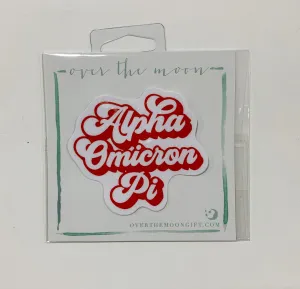 over the moon
Alpha
Omicron
Pi
OVERTHEMOONGIFT.COM